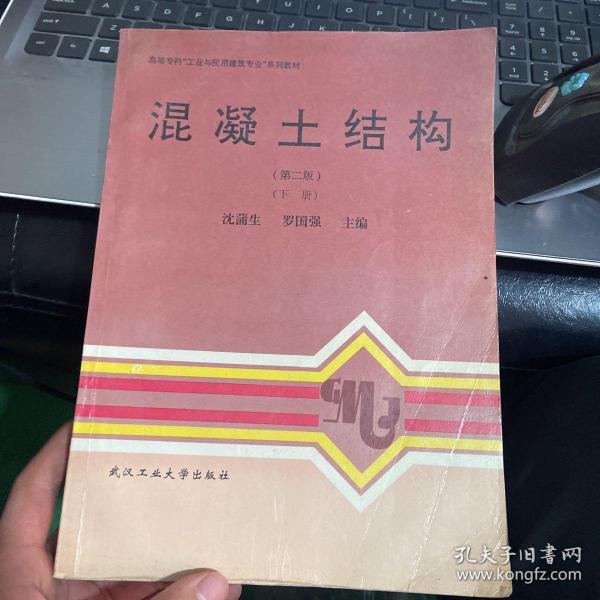 高等专科“工业与民用建筑专业”系列教材
混凝土结构
（第二版）
（下 册）
沈蒲生 罗国强 主编
武汉工业大学出版社
孔夫子旧书网
www.kongfz.com